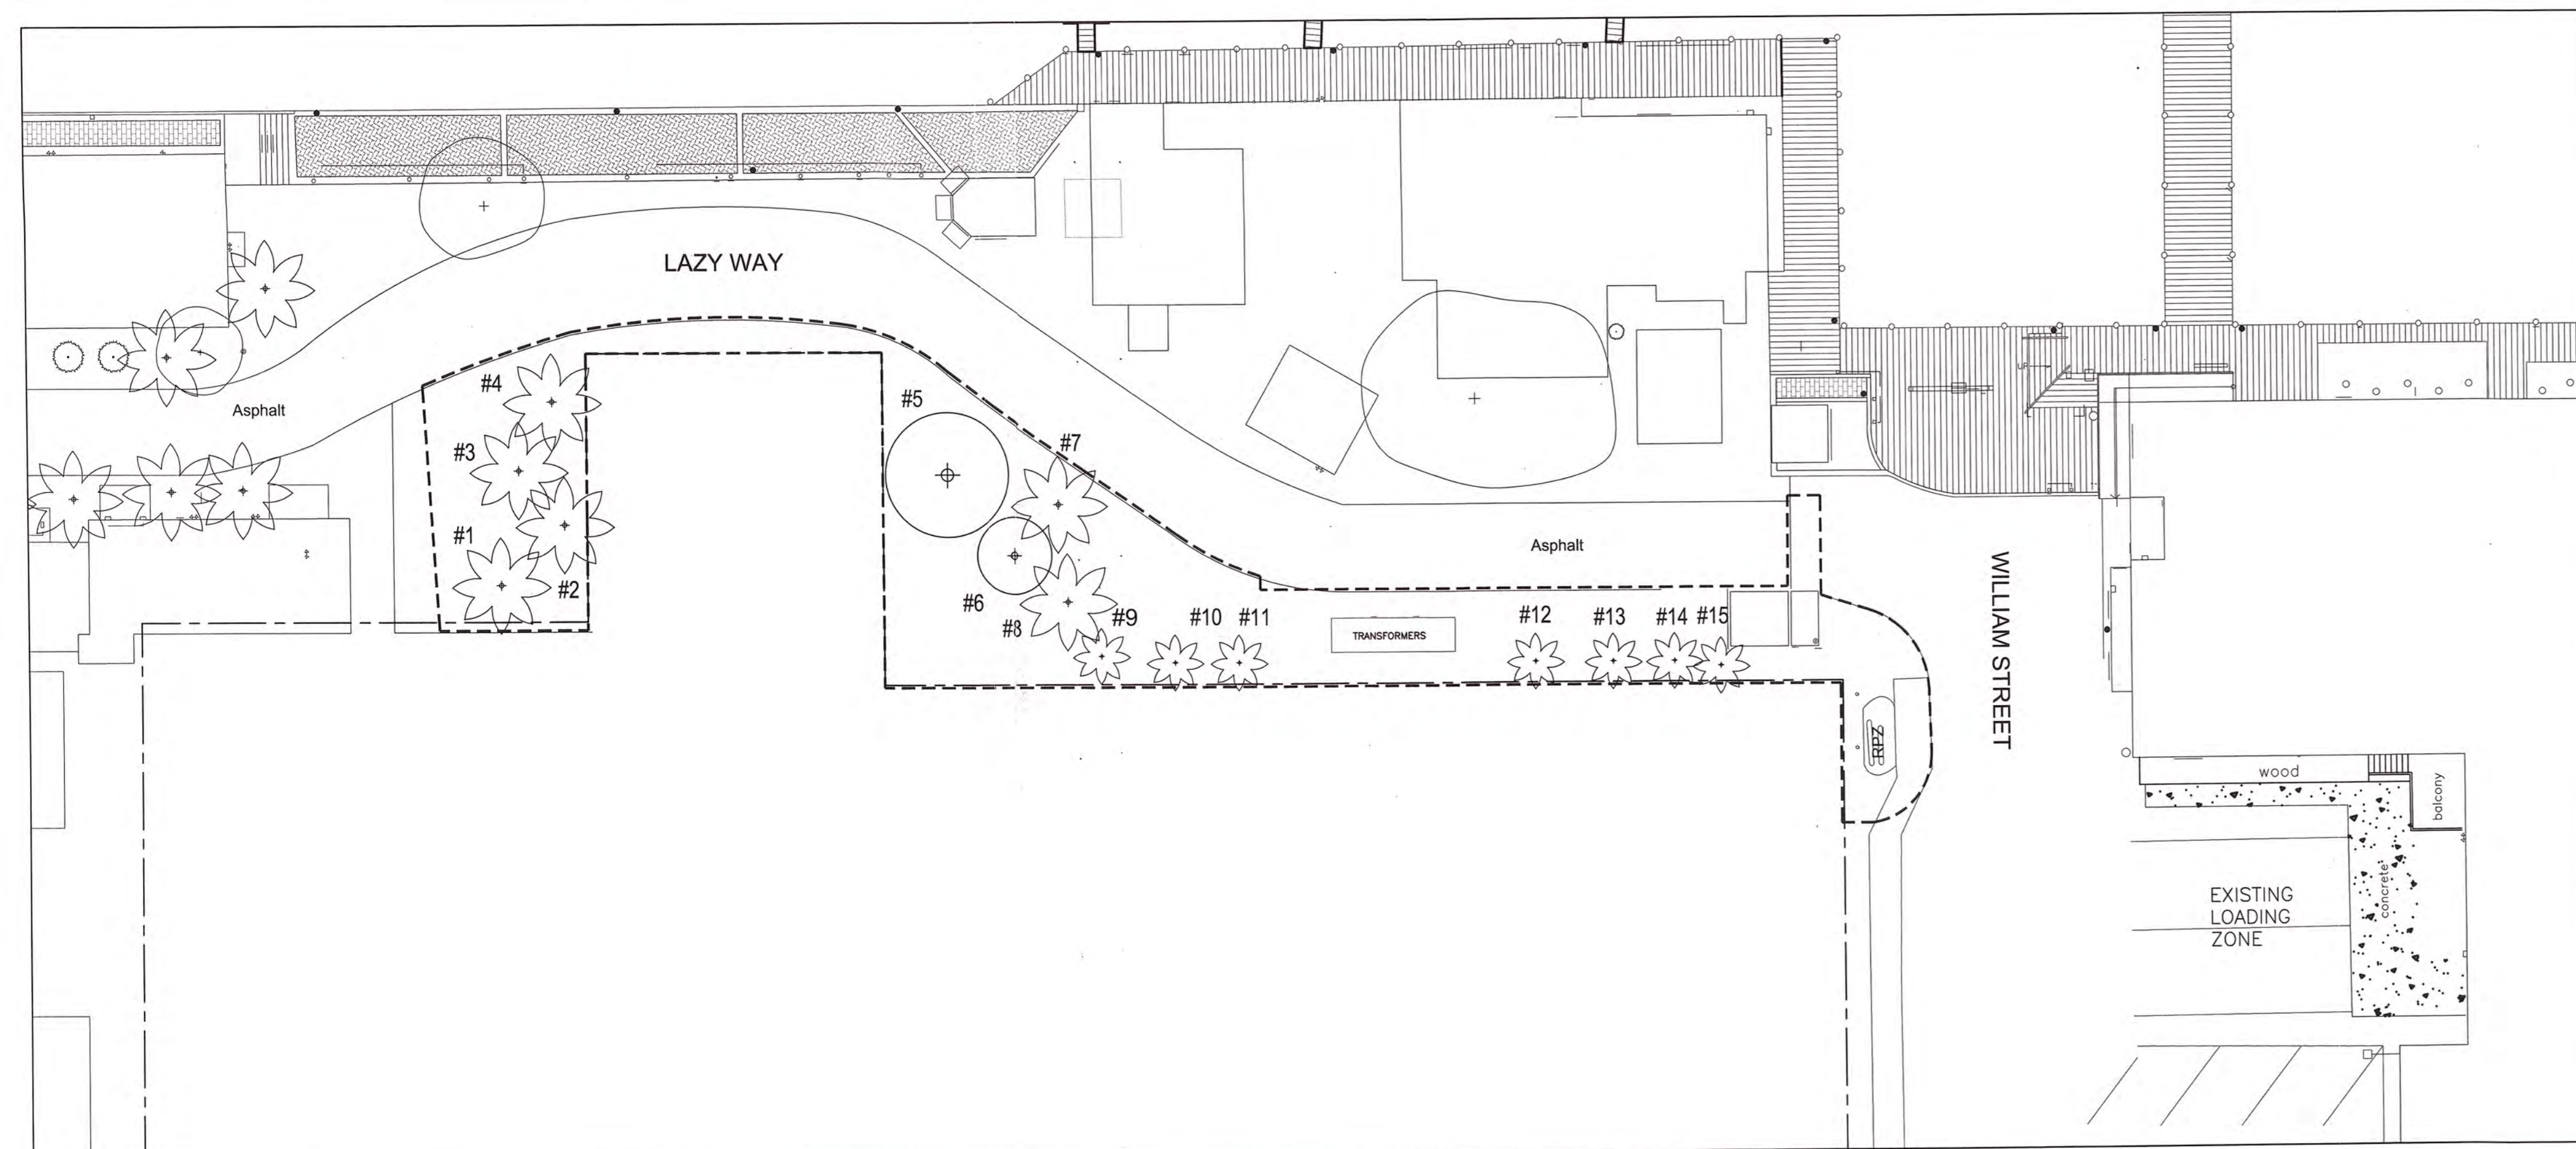 LAZY WAY
UP
#4
Asphalt
#5
#3
#7
#1
Asphalt
#2
#6
#8
#9
#10
#11
TRANSFORMERS
#12
#13
#14
#15
WILLIAM STREET
RPZ
wood
balcony
concrete
EXISTING
LOADING
ZONE